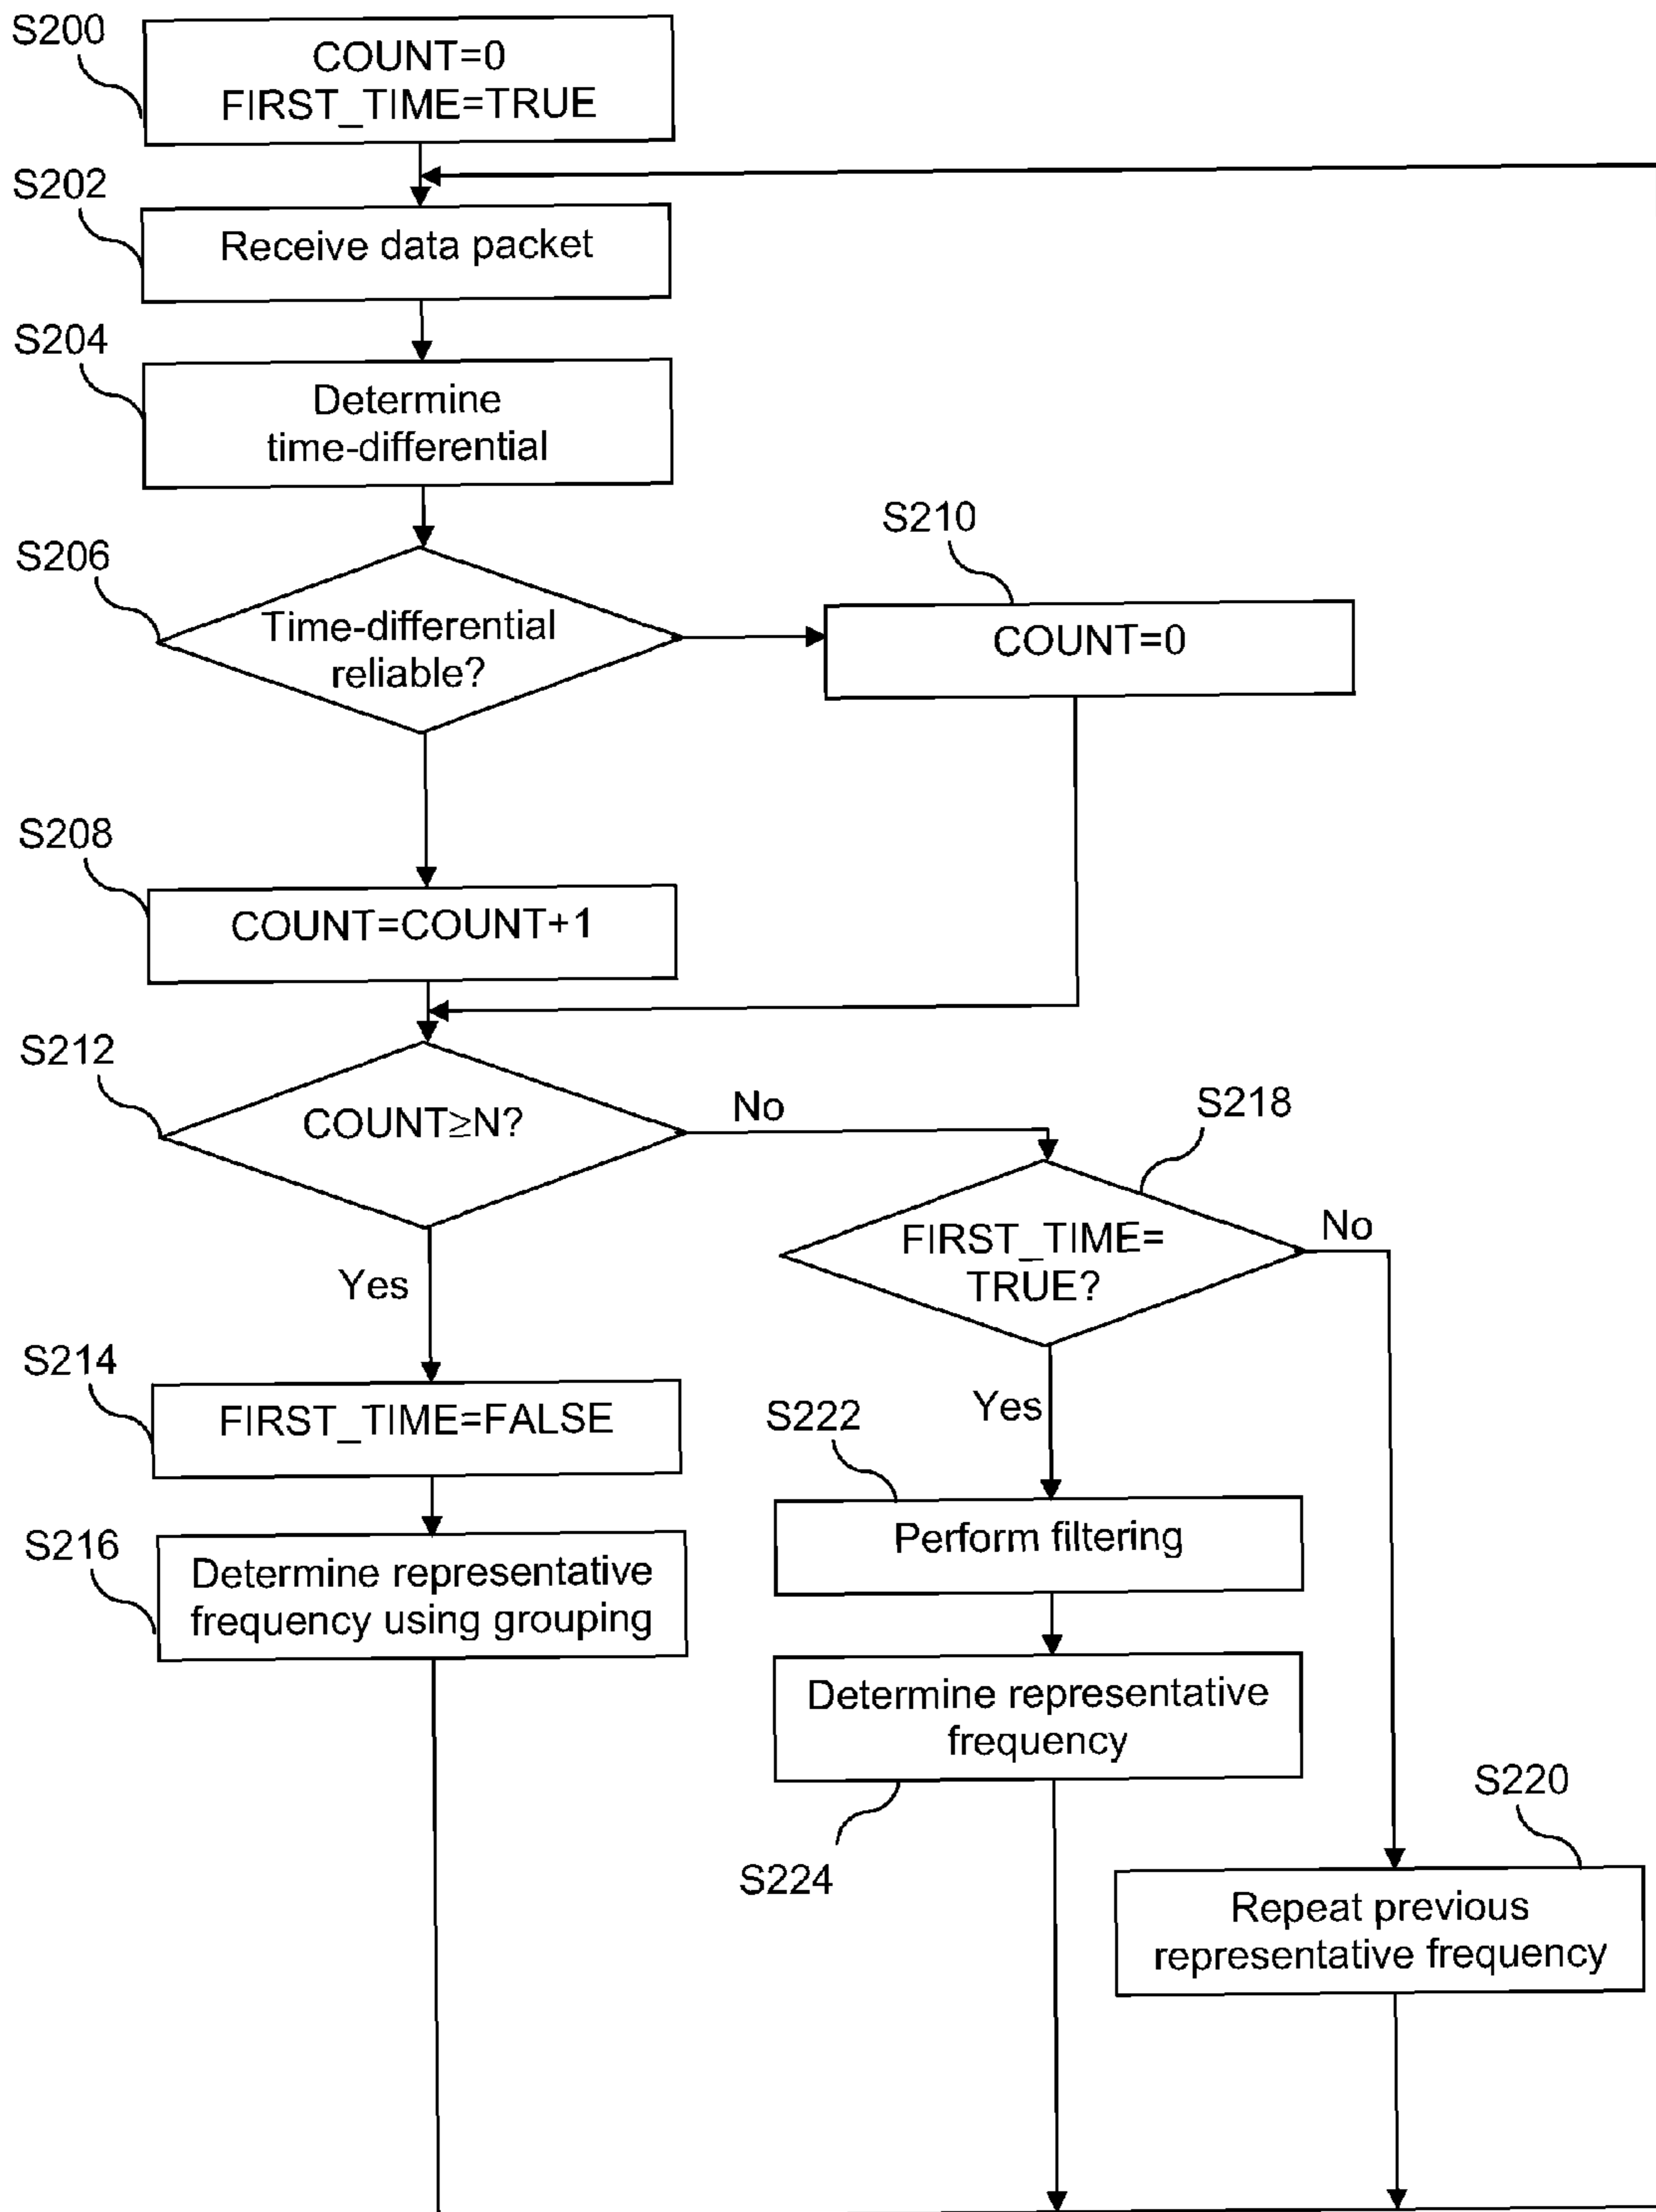 S200
COUNT=0
FIRST_TIME=TRUE
S202
Receive data packet
S204
Determine
time-differential
S206
Time-differential
reliable?
S210
COUNT=0
S208
COUNT=COUNT+1
S212
COUNT≥N?
No
Yes
S218
FIRST_TIME=
TRUE?
No
Yes
S214
FIRST_TIME=FALSE
S216
Determine representative
frequency using grouping
S222
Perform filtering
Determine representative
frequency
S224
S220
Repeat previous
representative frequency